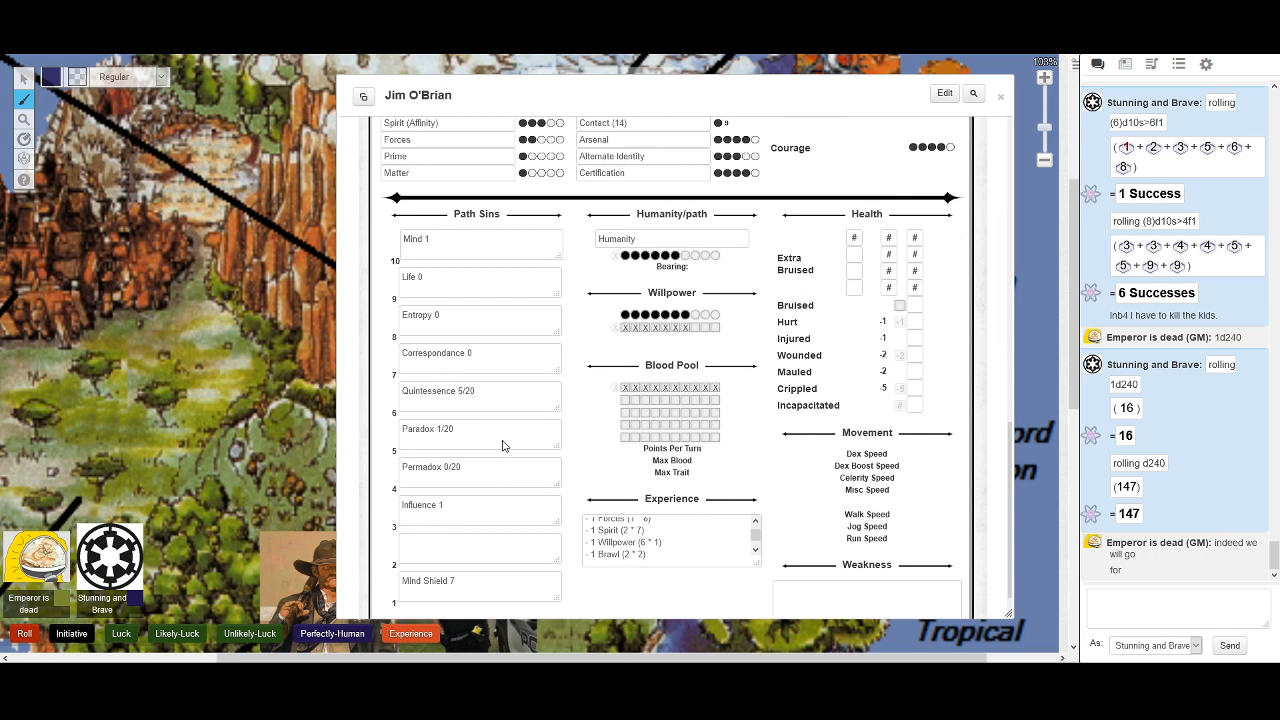 Regular
103%
Jim O'Brian
Edit
Spirit (Affinity)
Forces
Prime
Matter
Contact (14)
9
Arsenal
Alternate Identity
Certification
Courage
Path Sins
10
Mind 1
9
Life 0
8
Entropy 0
7
Correspondance 0
6
Quintessence 5/20
5
Paradox 1/20
4
Permadox 0/20
3
Influence 1
2
1
Mind Shield 7
Humanity/path
Humanity
Bearing:
Willpower
X X X X X X X
Blood Pool
X X X X X X X X X X
Points Per Turn
Max Blood
Max Trait
Experience
- 1 Forces (1 * 8)
- 1 Spirit (2 * 7)
- 1 Willpower (6 * 1)
- 1 Brawl (2 * 2)
Health
# # #
Extra # #
Bruised # #
# #
Bruised
Hurt -1 -1
Injured -1
Wounded -2 -2
Mauled -2
Crippled -5 -5
Incapacitated #
Movement
Dex Speed
Dex Boost Speed
Celerity Speed
Misc Speed
Walk Speed
Jog Speed
Run Speed
Weakness
Tropical
Emperor is
dead
Stunning and
Brave
Roll
Initiative
Luck
Likely-Luck
Unlikely-Luck
Perfectly-Human
Experience
Stunning and Brave: rolling
(6)d10s>6f1
(1+2+3+5+6+
8)
= 1 Success
rolling (8)d10s>4f1
(3+3+4+4+5+
5+9+9)
= 6 Successes
Inb4 I have to kill the kids.
Emperor is dead (GM): 1d240
Stunning and Brave: rolling
1d240
(16)
= 16
rolling d240
(147)
= 147
Emperor is dead (GM): indeed we
will go
for
As:
Stunning and Brave
Send